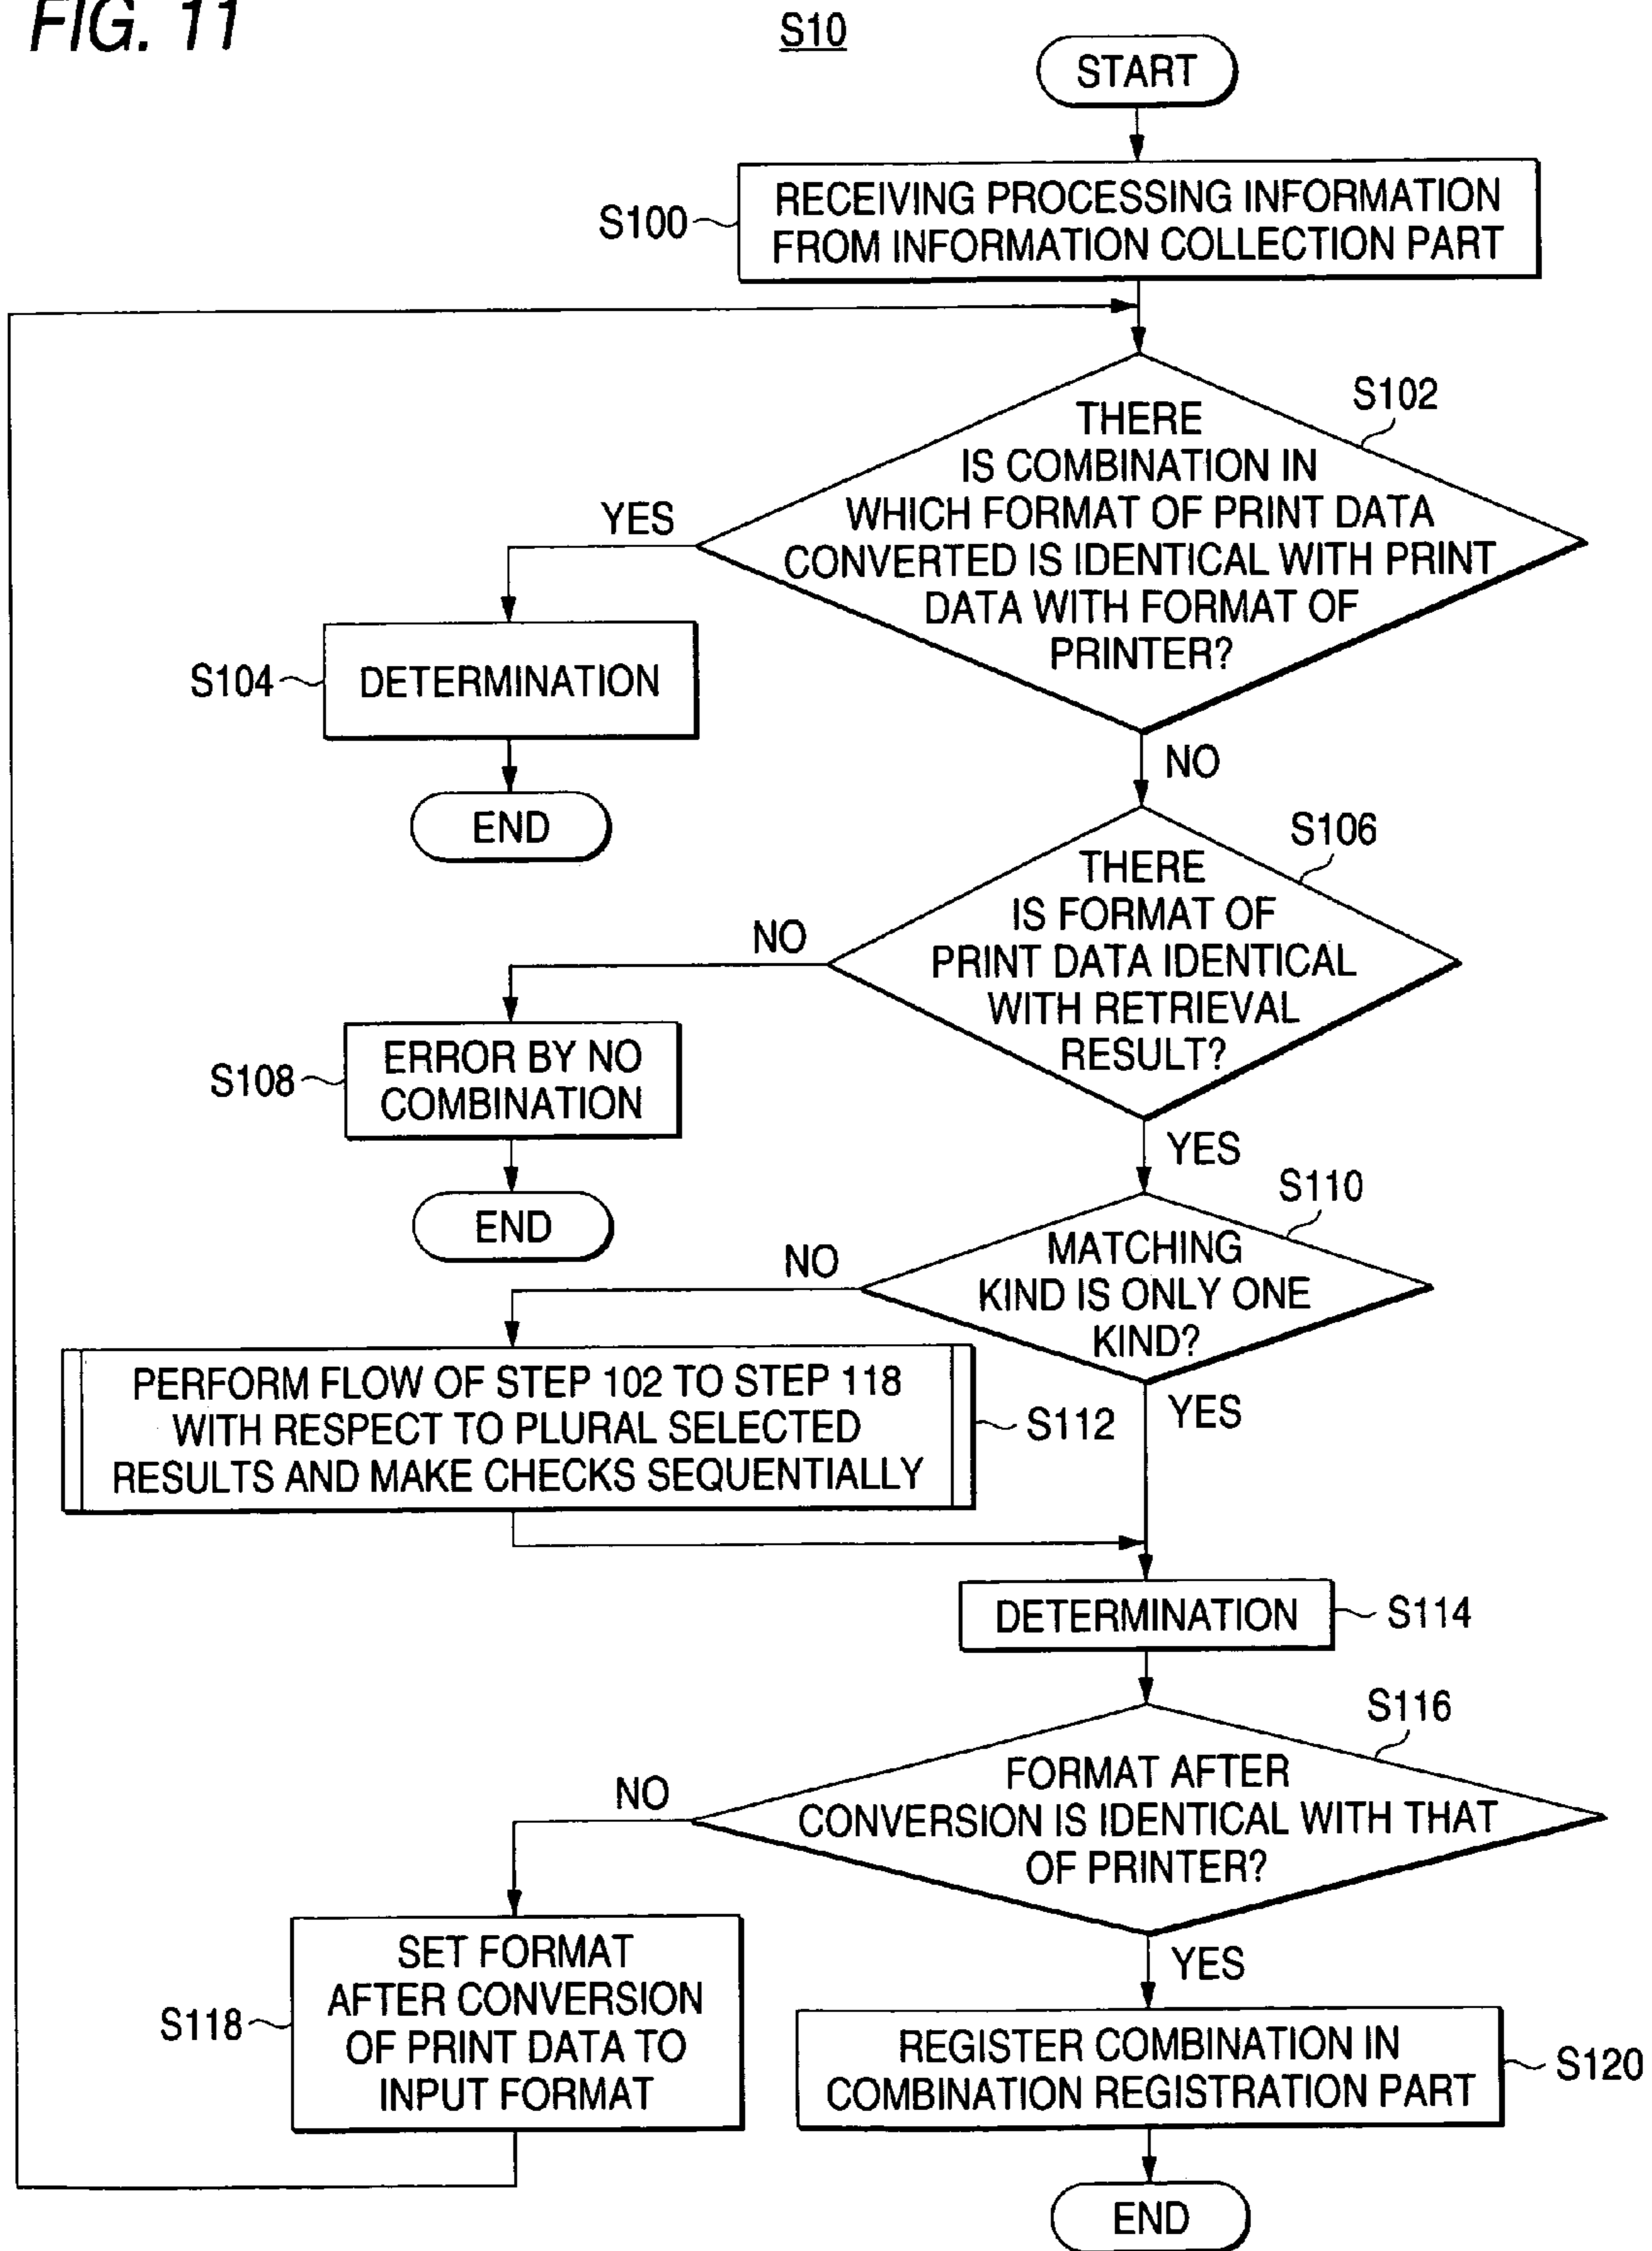 FIG. 11
S10
START
S100
RECEIVING PROCESSING INFORMATION
FROM INFORMATION COLLECTION PART
S102
THERE
IS COMBINATION IN
WHICH FORMAT OF PRINT DATA
CONVERTED IS IDENTICAL WITH PRINT
DATA WITH FORMAT OF
PRINTER?
YES
S104
DETERMINATION
END
NO
S106
THERE
IS FORMAT OF
PRINT DATA IDENTICAL
WITH RETRIEVAL
RESULT?
NO
S108
ERROR BY NO
COMBINATION
END
YES
S110
MATCHING
KIND IS ONLY ONE
KIND?
NO
PERFORM FLOW OF STEP 102 TO STEP 118
WITH RESPECT TO PLURAL SELECTED
RESULTS AND MAKE CHECKS SEQUENTIALLY
S112
YES
DETERMINATION
S114
S116
FORMAT AFTER
CONVERSION IS IDENTICAL WITH THAT
OF PRINTER?
NO
S118
SET FORMAT
AFTER CONVERSION
OF PRINT DATA TO
INPUT FORMAT
YES
REGISTER COMBINATION IN
COMBINATION REGISTRATION PART
S120
END